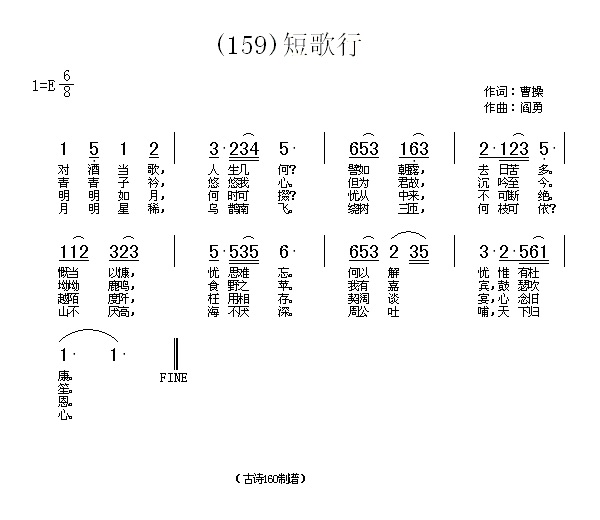 (159)短歌行
1=E 6/8
作词：曹操
作曲：阎勇
1 5 1 2 | 3·234 5· | 653 163 | 2·123 5· |
对 酒 当 歌， 人 生几 何？ 譬如 朝露， 去 日苦 多。
青 青 子 衿， 悠 悠我 心。 但为 君故， 沉 吟至 今。
明 明 如 月， 何 时可 掇？ 忧从 中来， 不 可断 绝。
月 明 星 稀， 乌 鹊南 飞。 绕树 三匝， 何 枝可 依？
112 323 | 5·535 6· | 653 2 35 | 3·2·561 |
慨当 以慷， 忧 思难 忘。 何以 解 忧 惟 有杜
呦呦 鹿鸣， 食 野之 苹。 我有 嘉 宾，鼓 瑟吹
越陌 度阡， 枉 用相 存。 契阔 谈 宴，心 念旧
山不 厌高， 海 不厌 深。 周公 吐 哺，天 下归
1· 1· FINE
康。
笙。
恩。
心。
（古诗160制谱）